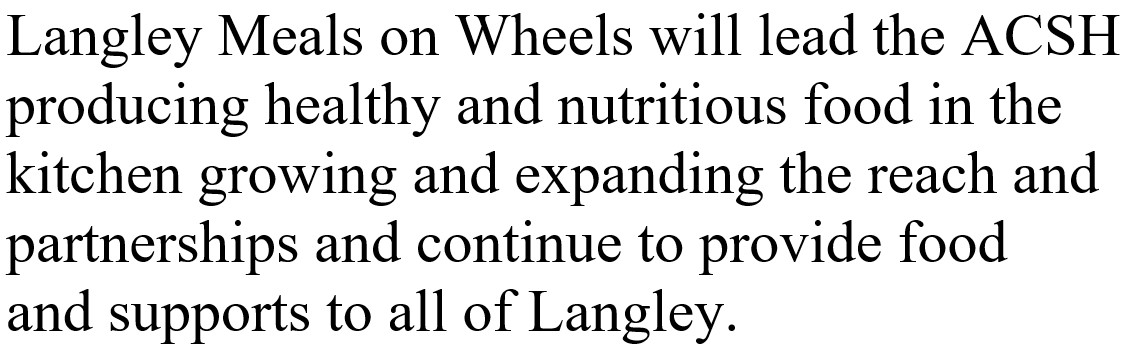 Langley Meals on Wheels will lead the ACSH
producing healthy and nutritious food in the
kitchen growing and expanding the reach and
partnerships and continue to provide food
and supports to all of Langley.